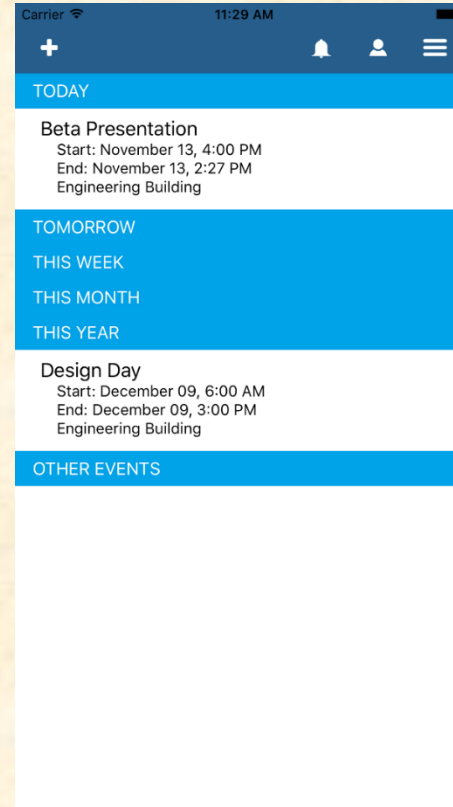 Carrier 11:29 AM
TODAY
Beta Presentation
Start: November 13, 4:00 PM
End: November 13, 2:27 PM
Engineering Building
TOMORROW
THIS WEEK
THIS MONTH
THIS YEAR
Design Day
Start: December 09, 6:00 AM
End: December 09, 3:00 PM
Engineering Building
OTHER EVENTS